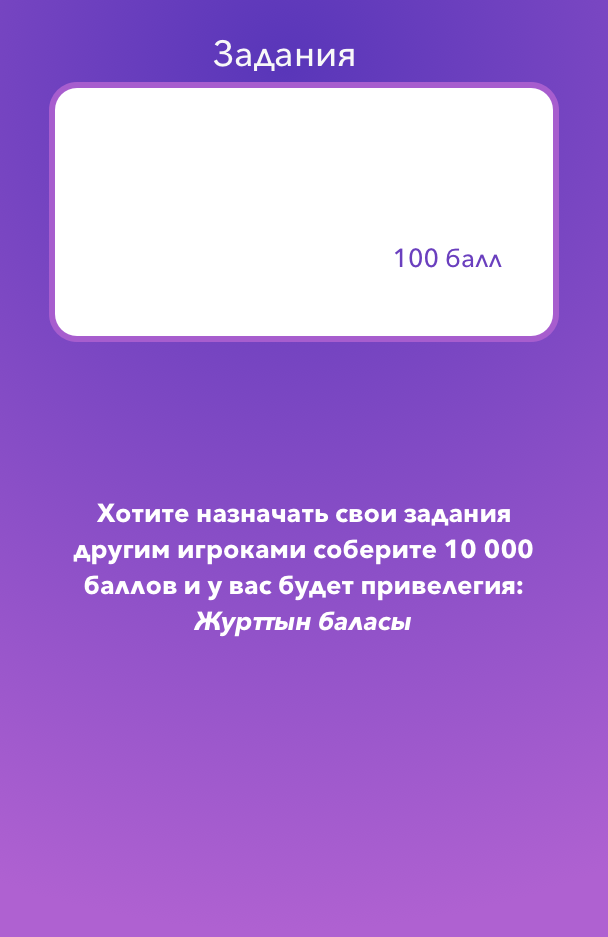 Задания
100 балл
Хотите назначать свои задания
другим игроками соберите 10 000
баллов и у вас будет привелегия:
Журттын баласы